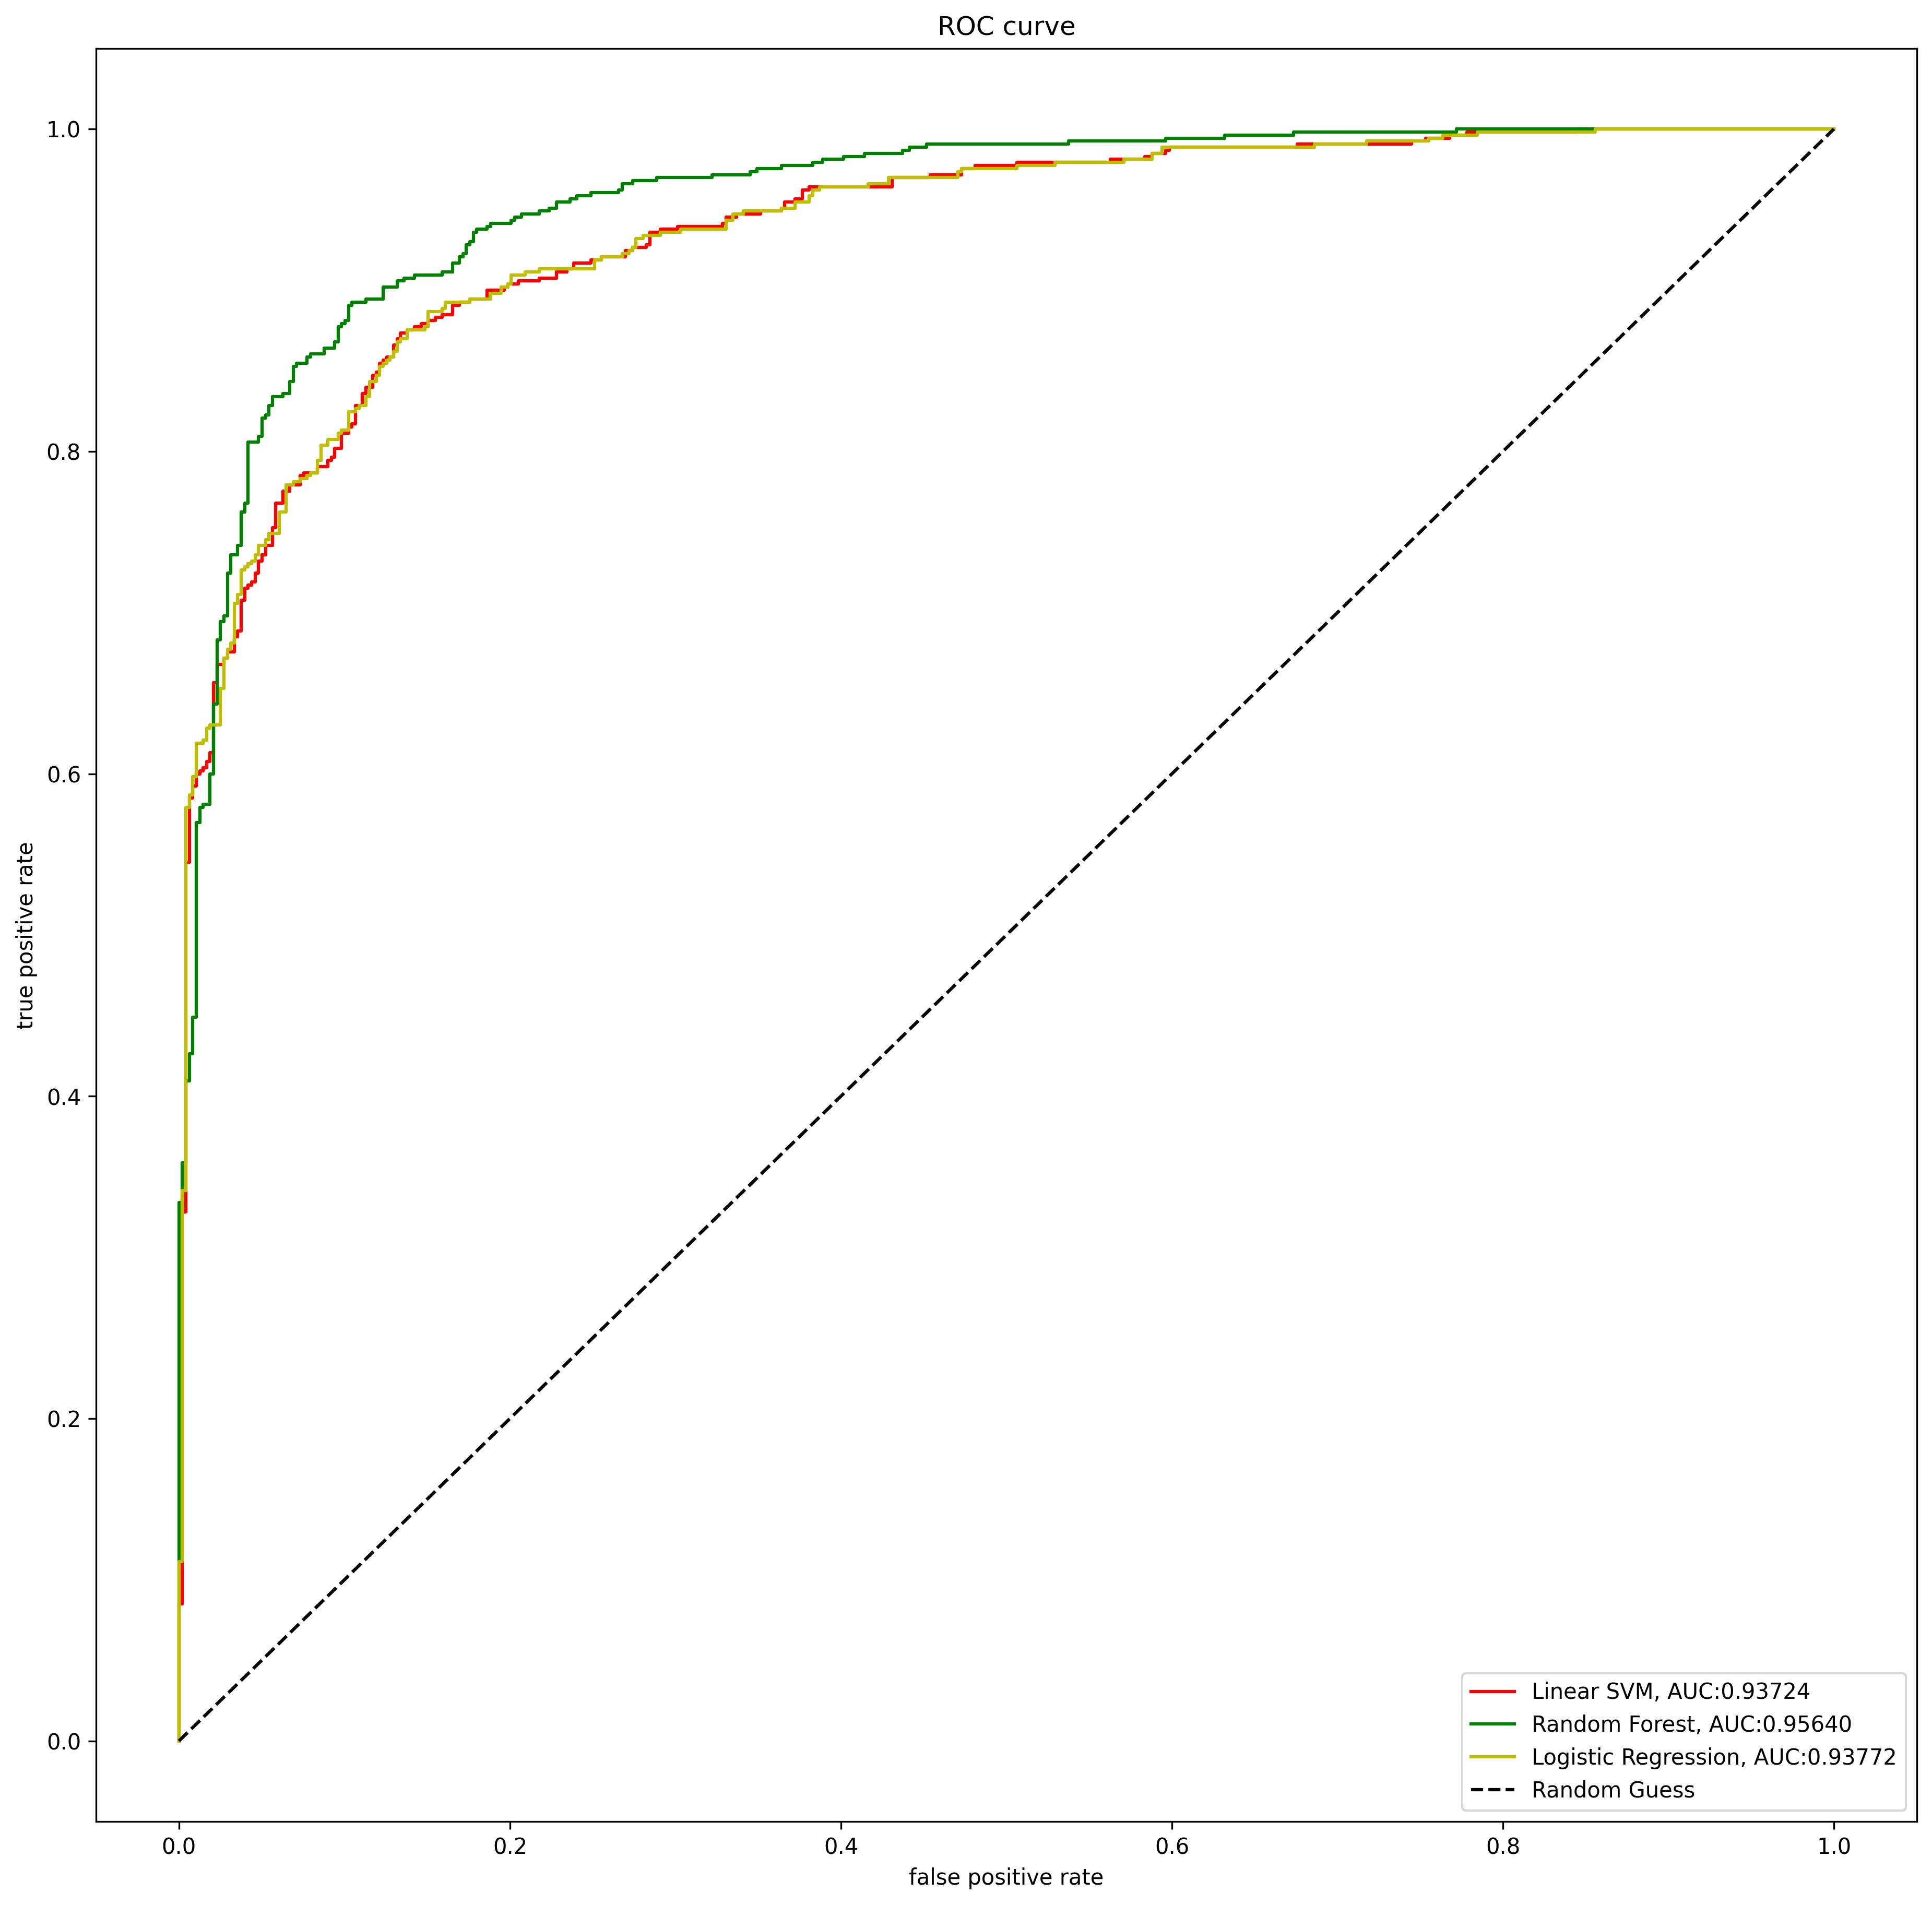 ROC curve
1.0
0.8
0.6
0.4
0.2
0.0
true positive rate
0.0 0.2 0.4 0.6 0.8 1.0
false positive rate
Linear SVM, AUC:0.93724
Random Forest, AUC:0.95640
Logistic Regression, AUC:0.93772
Random Guess